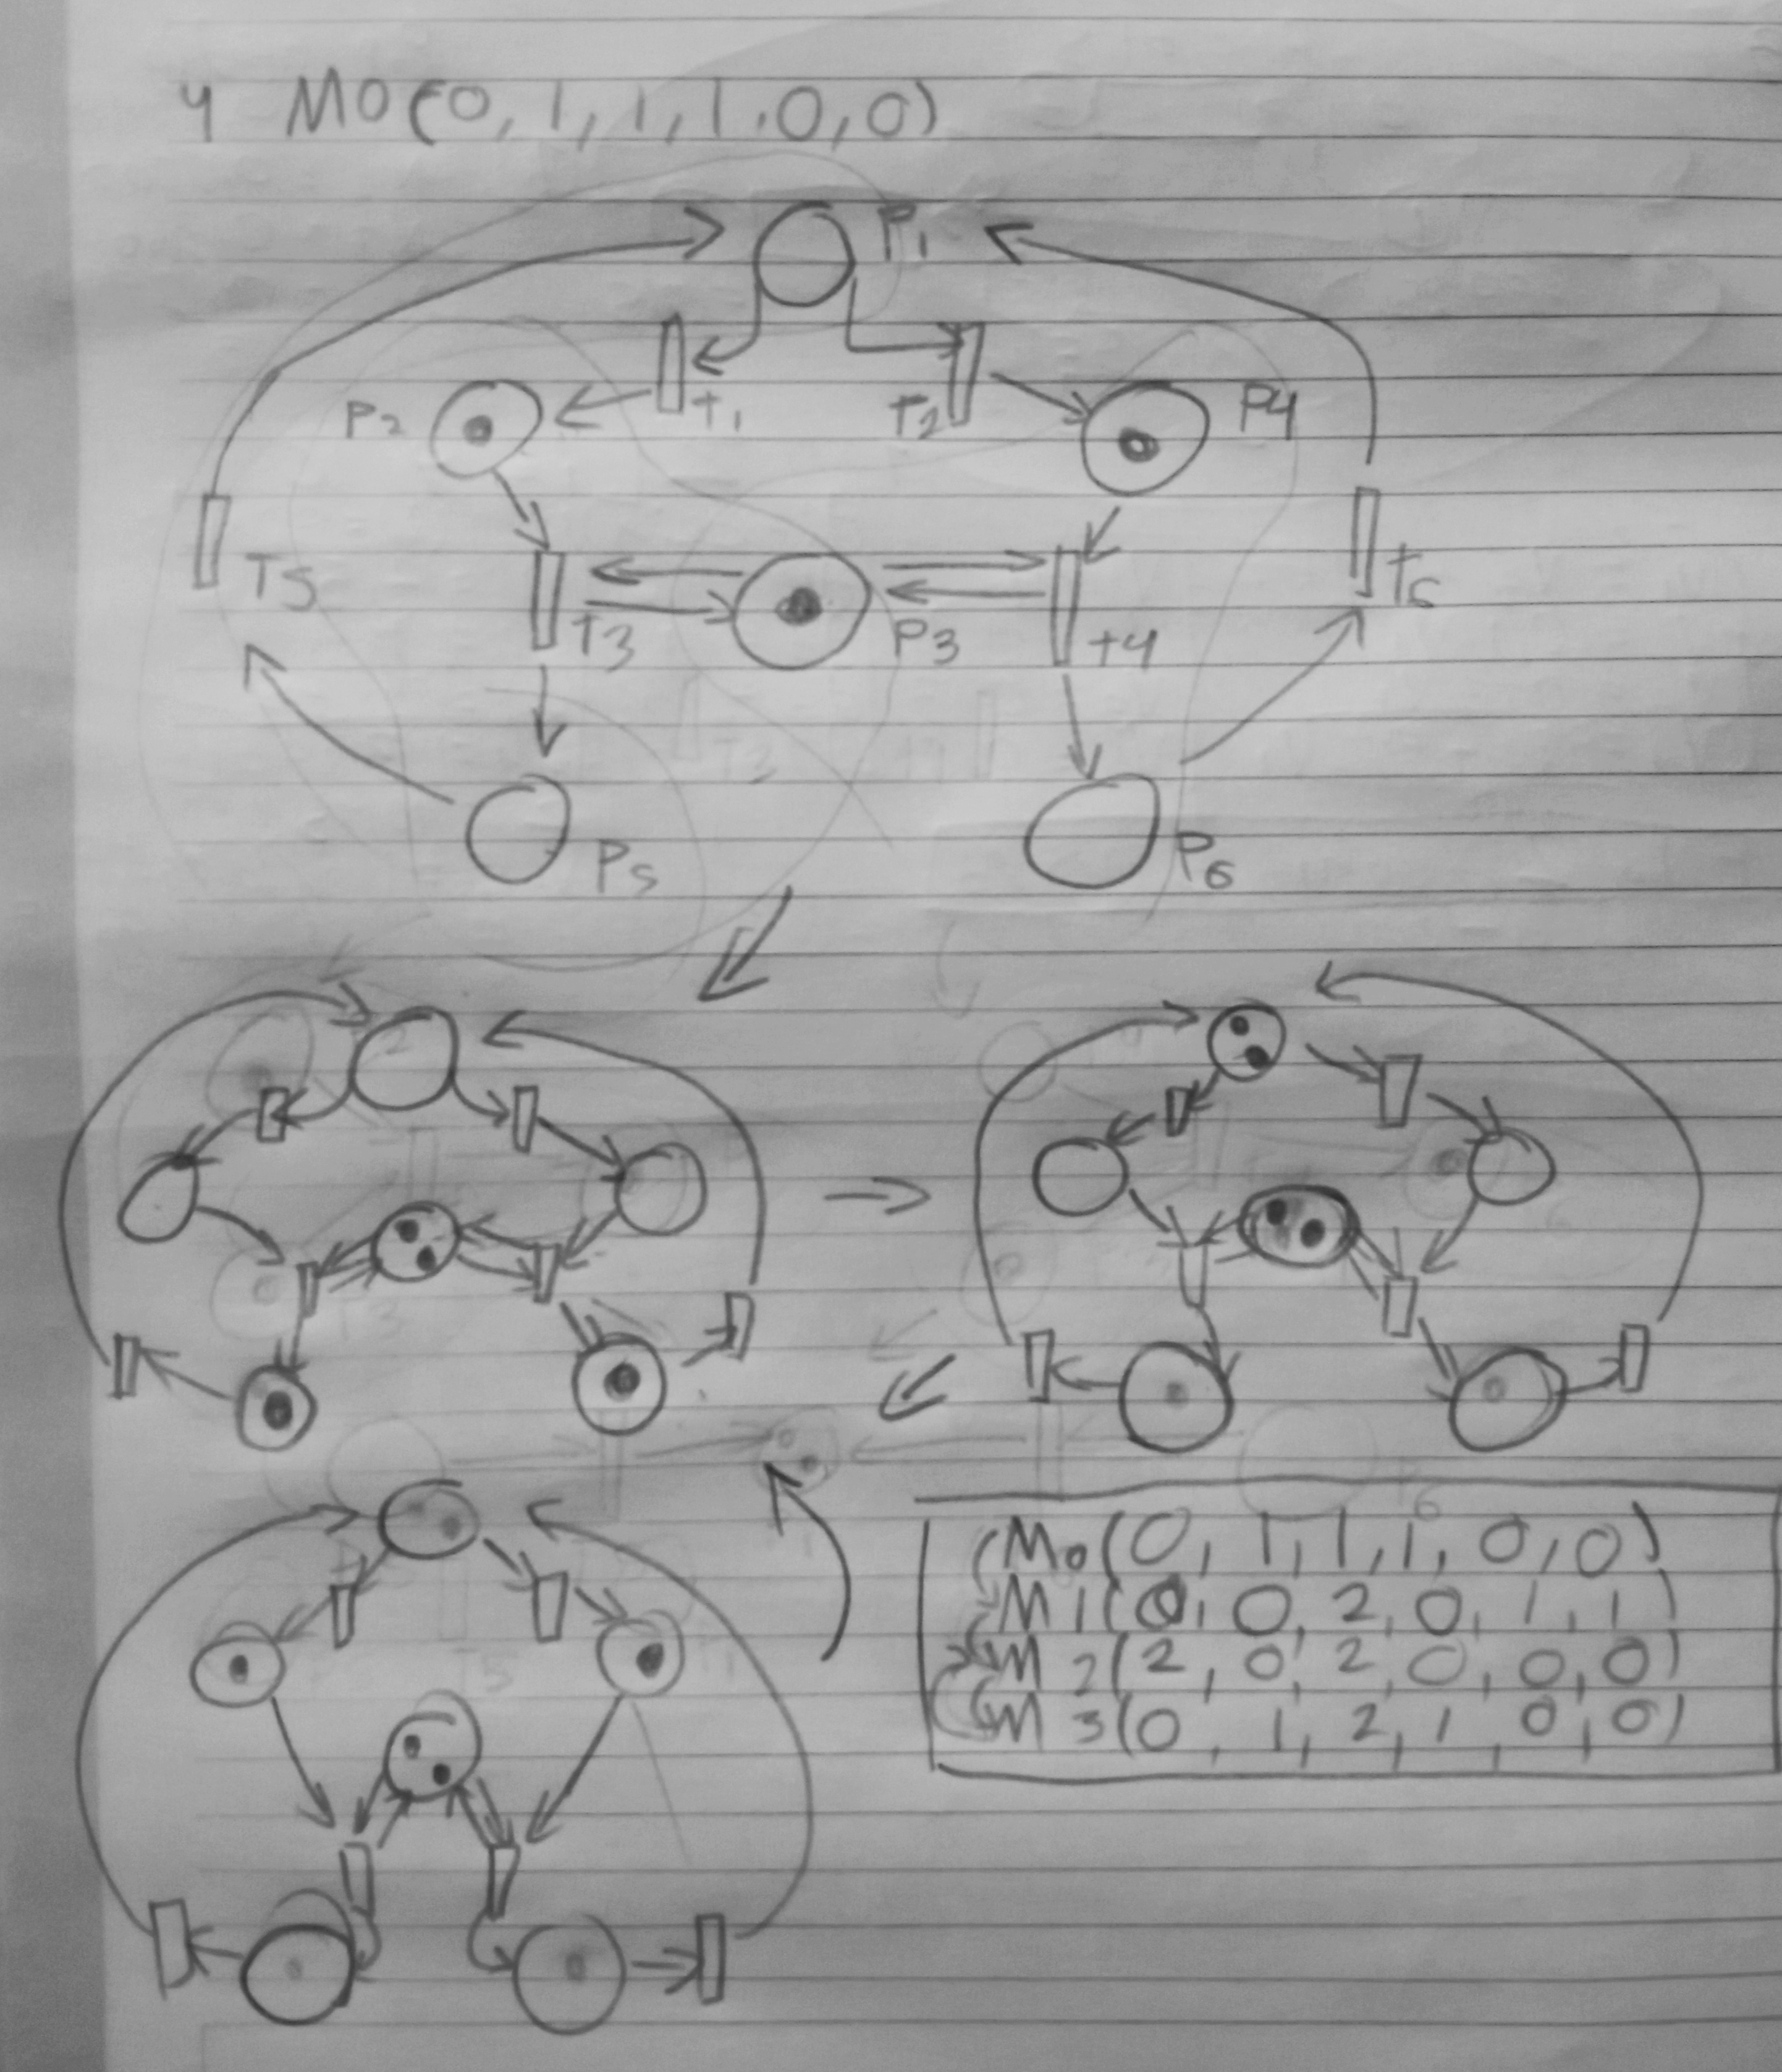 4 M0(0,1,1,1,0,0)
P1
P2 T1 T2 P4
T5 T3 P3 T4 T6
P5 P6
M0(0,1,1,1,0,0)
M1(0,0,2,0,1,1)
M2(2,0,2,0,0,0)
M3(0,1,2,1,0,0)